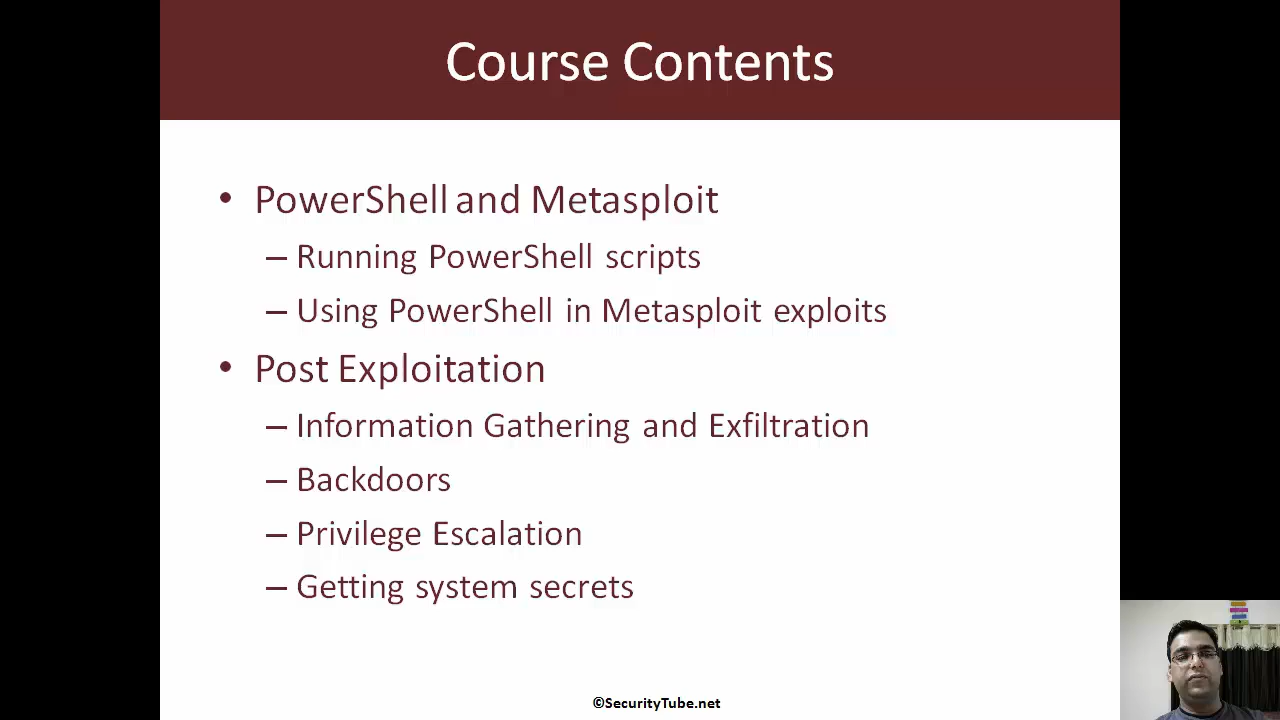 Course Contents
• PowerShell and Metasploit
– Running PowerShell scripts
– Using PowerShell in Metasploit exploits
• Post Exploitation
– Information Gathering and Exfiltration
– Backdoors
– Privilege Escalation
– Getting system secrets
©SecurityTube.net